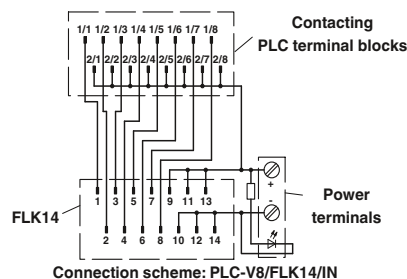 Contacting
PLC terminal blocks
1/1 1/2 1/3 1/4 1/5 1/6 1/7 1/8
2/1 2/2 2/3 2/4 2/5 2/6 2/7 2/8
1 3 5 7 9 11 13
+
-
FLK14
2 4 6 8 10 12 14
Power
terminals
Connection scheme: PLC-V8/FLK14/IN